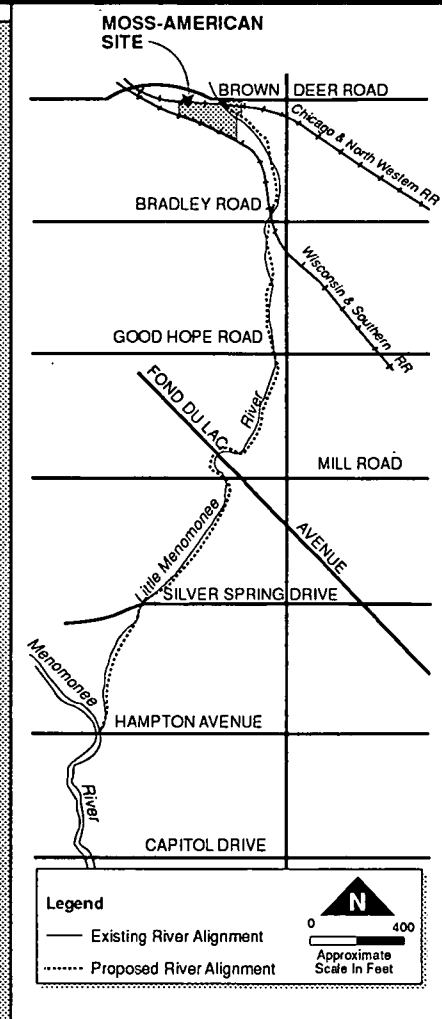 MOSS-AMERICAN
SITE
BROWN DEER ROAD
Chicago & North Western RR
BRADLEY ROAD
Wisconsin & Southern RR
GOOD HOPE ROAD
FOND DU LAC
River
MILL ROAD
AVENUE
Little Menomonee
SILVER SPRING DRIVE
Menomonee
HAMPTON AVENUE
River
CAPITOL DRIVE
Legend
Existing River Alignment
Proposed River Alignment
N
0 400
Approximate
Scale In Feet